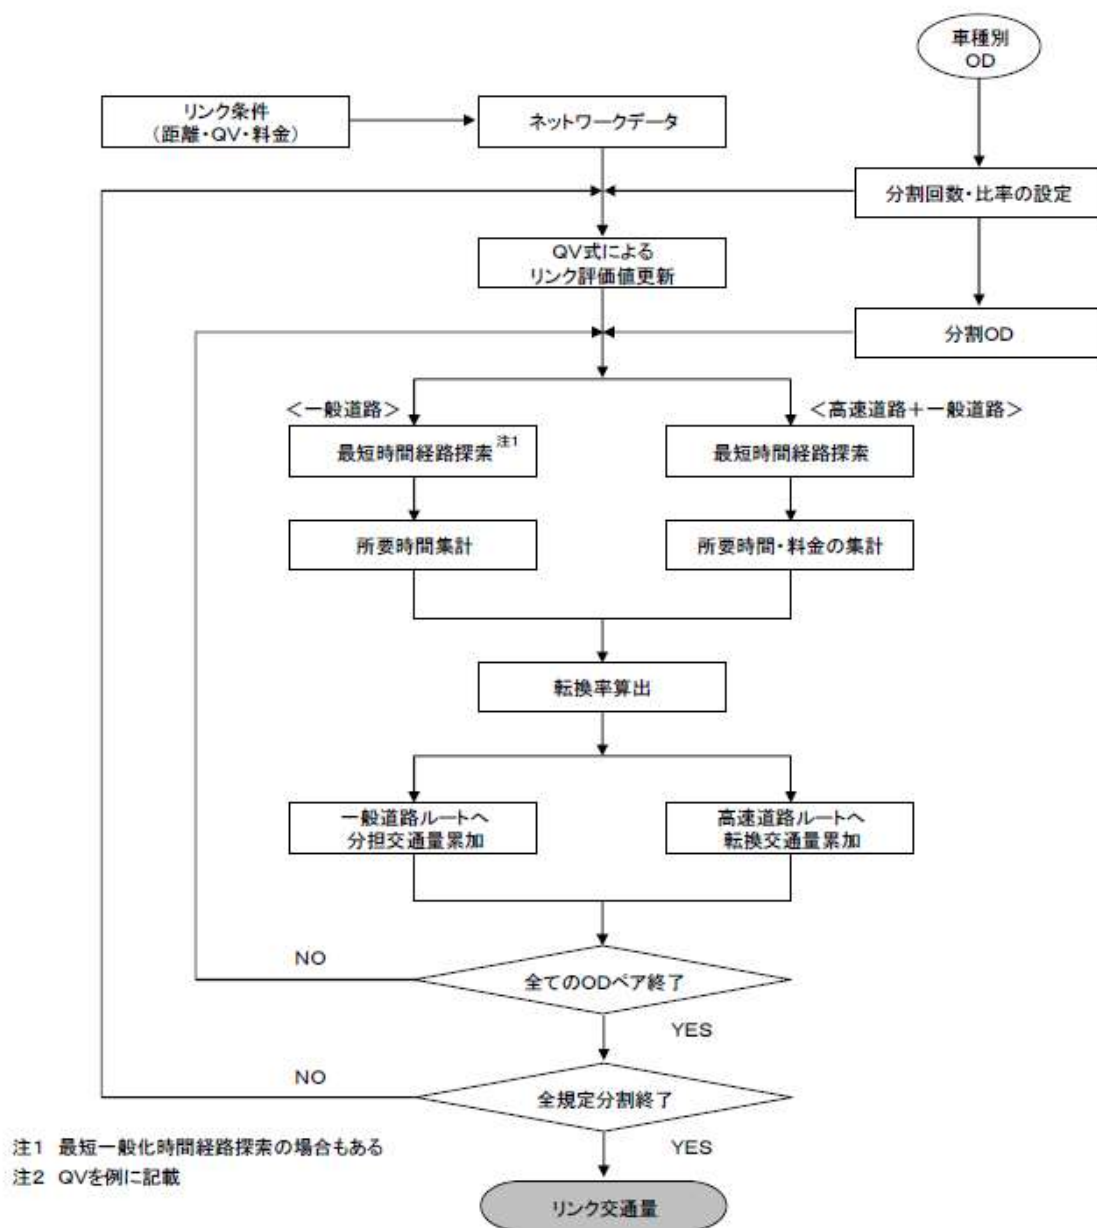 車種別
OD
リンク条件
(距離・QV・料金)
ネットワークデータ
分割回数・比率の設定
QV式による
リンク評価値更新
分割OD
<一般道路>
<高速道路+一般道路>
最短時間経路探索注1
最短時間経路探索
所要時間集計
所要時間・料金の集計
転換率算出
一般道路ルートへ
分担交通量累加
高速道路ルートへ
転換交通量累加
NO
全てのODペア終了
YES
NO
全規定分割終了
YES
注1 最短一般化時間経路探索の場合もある
注2 QVを例に記載
リンク交通量